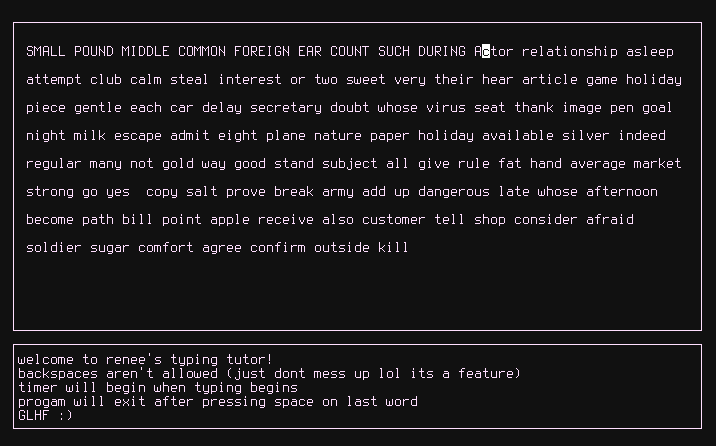 SMALL POUND MIDDLE COMMON FOREIGN EAR COUNT SUCH DURING Actor relationship asleep
attempt club calm steal interest or two sweet very their hear article game holiday
piece gentle each car delay secretary doubt whose virus seat thank image pen goal
night milk escape admit eight plane nature paper holiday available silver indeed
regular many not gold way good stand subject all give rule fat hand average market
strong go yes  copy salt prove break army add up dangerous late whose afternoon
become path bill point apple receive also customer tell shop consider afraid
soldier sugar comfort agree confirm outside kill
welcome to renee's typing tutor!
backspaces aren't allowed (just dont mess up lol its a feature)
timer will begin when typing begins
progam will exit after pressing space on last word
GLHF :)